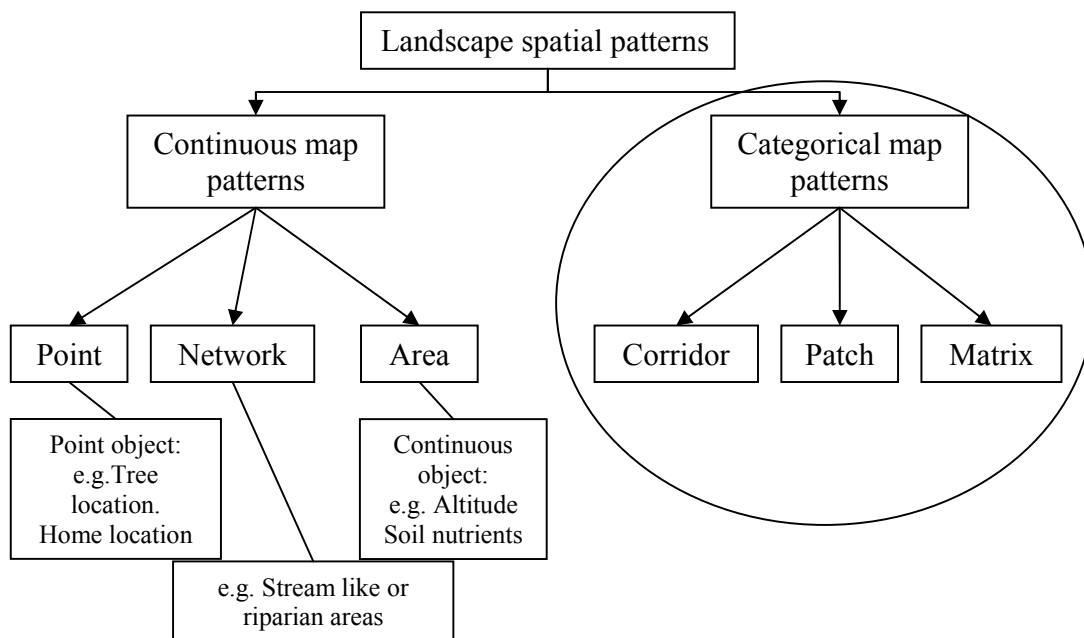 Landscape spatial patterns
Continuous map
patterns
Categorical map
patterns
Point
Network
Area
Corridor
Patch
Matrix
Point object:
e.g.Tree
location.
Home location
Continuous
object:
e.g. Altitude
Soil nutrients
e.g. Stream like or
riparian areas